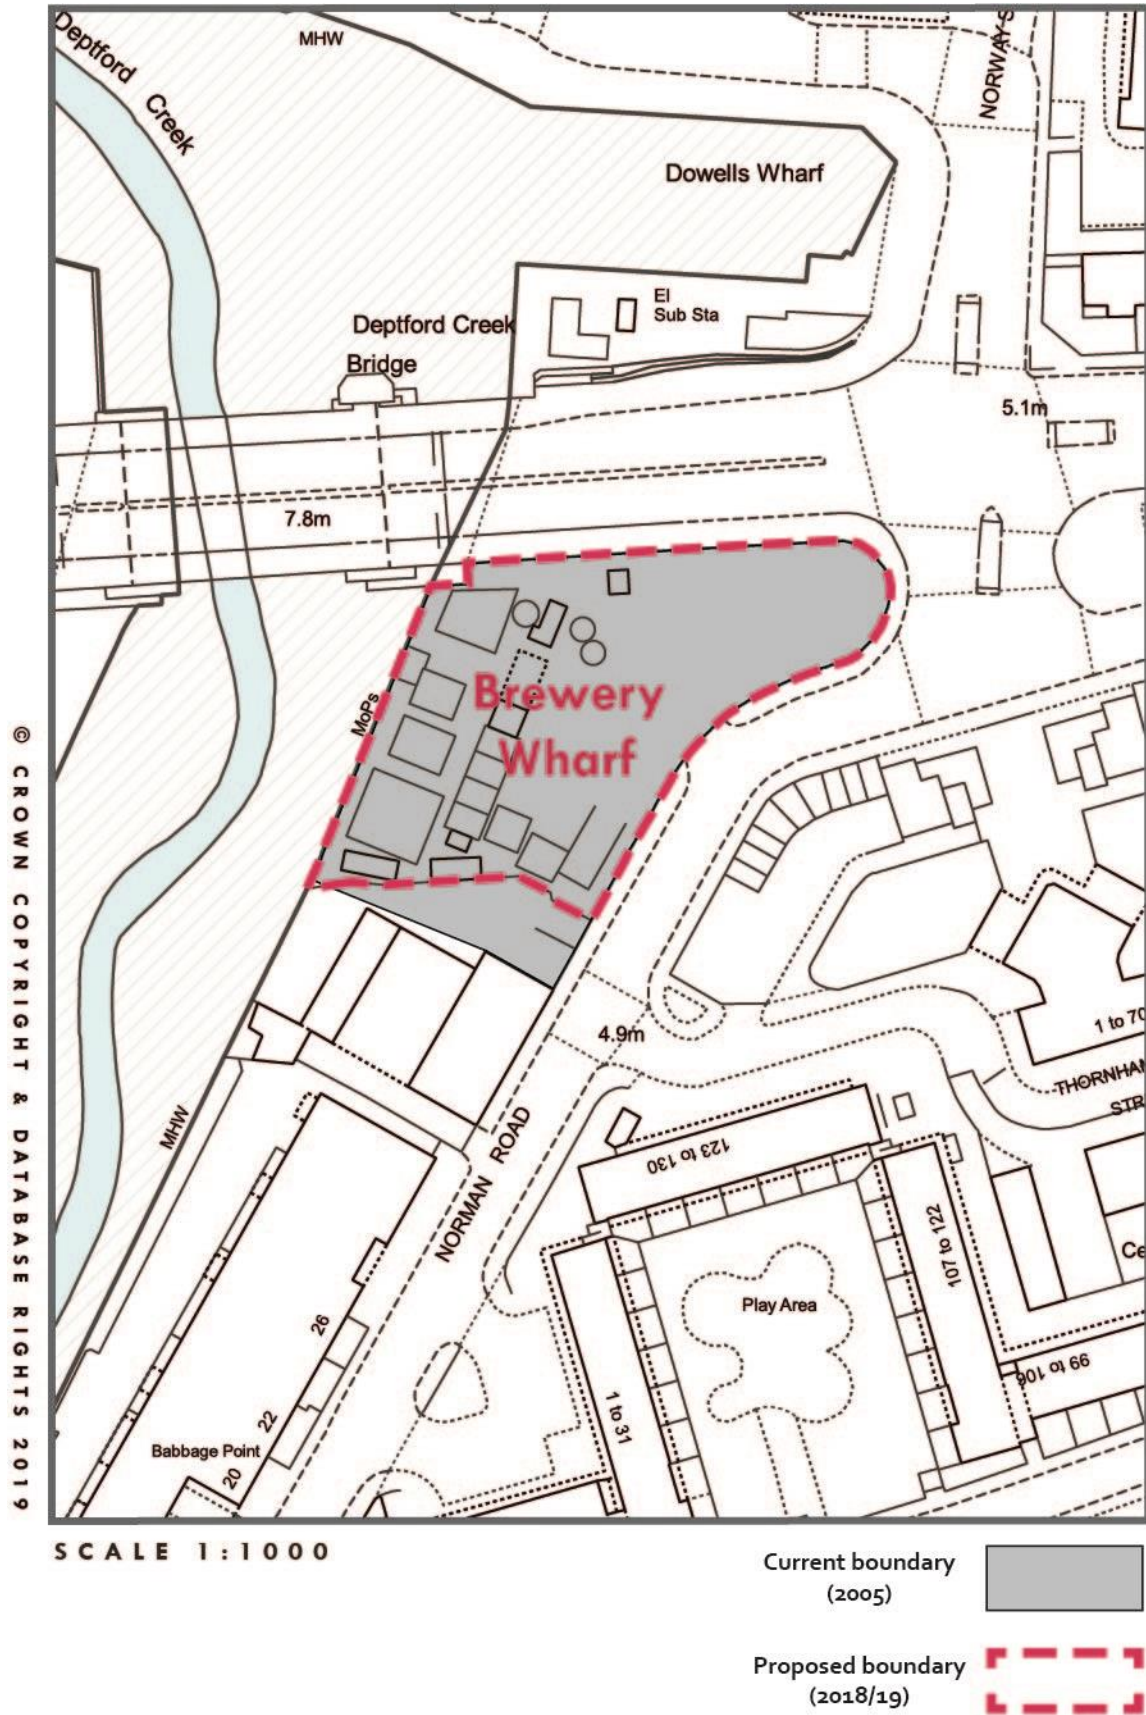 Deptford
Creek
MHW
NORWAY S
Dowells Wharf
El
Sub Sta
Deptford Creek
Bridge
5.1m
7.8m
MoPs
Brewery
Wharf
© CROWN COPYRIGHT & DATABASE RIGHTS 2019
4.9m
1 to 70
THORNHA
STR
MHW
NORMAN ROAD
123 to 130
107 to 122
Ce
Play Area
26
99 to 106
1 to 31
22
Babbage Point
20
SCALE 1:1000
Current boundary
(2005)
Proposed boundary
(2018/19)